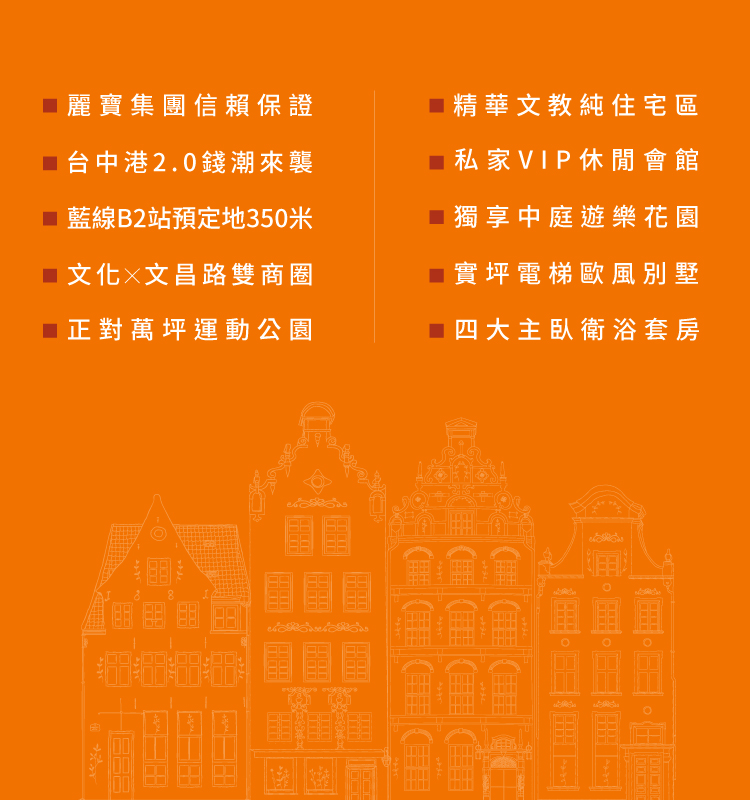 麗寶集團信賴保證
台中港2.0錢潮來襲
藍線B2站預定地350米
文化×文昌路雙商圈
正對萬坪運動公園
精華文教純住宅區
私家VIP休閒會館
獨享中庭遊樂花園
實坪電梯歐風別墅
四大主臥衛浴套房
1881